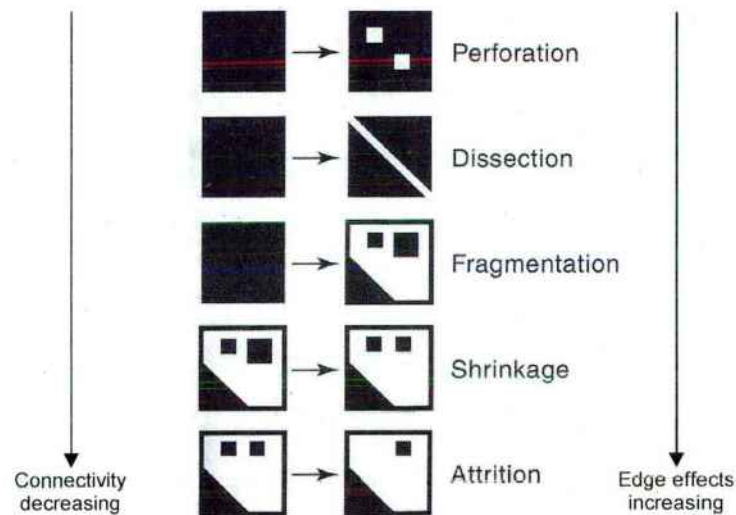 Perforation
Dissection
Fragmentation
Shrinkage
Attrition
Connectivity
decreasing
Edge effects
increasing